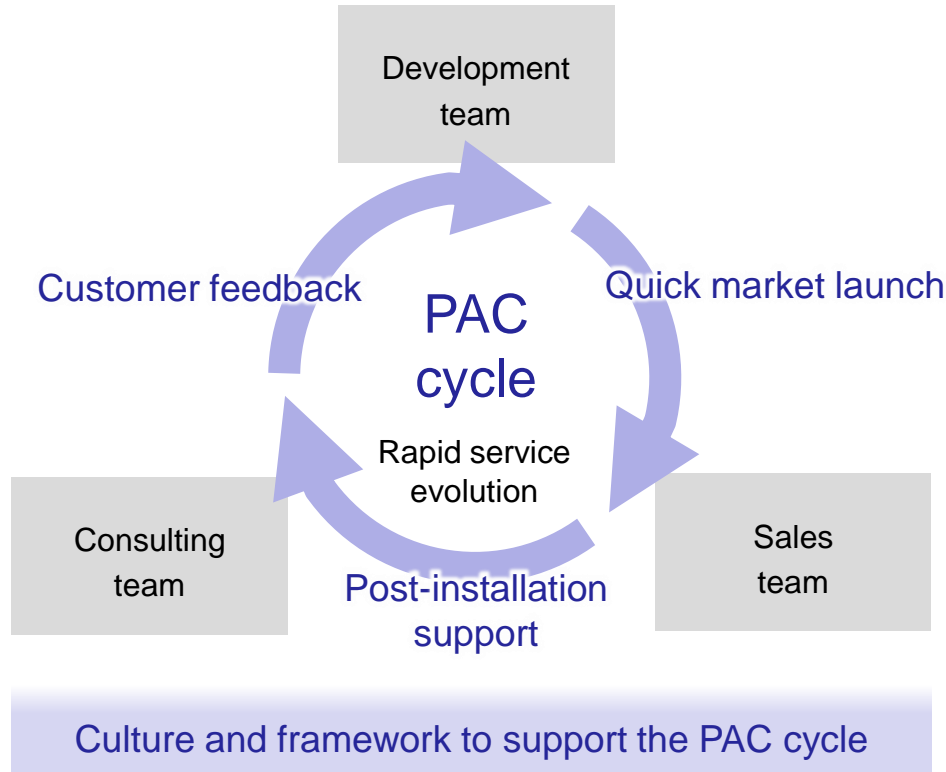 Development
team
Customer feedback
Quick market launch
PAC
cycle
Rapid service
evolution
Consulting
team
Sales
team
Post-installation
support
Culture and framework to support the PAC cycle